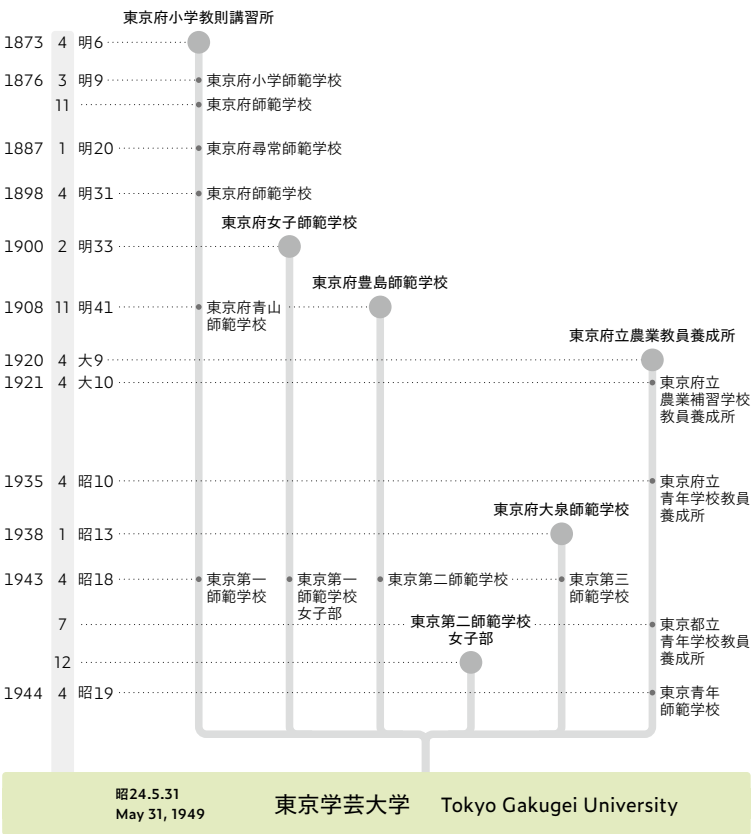 東京府小学教則講習所
1873 4 明6
1876 3 明9 東京府小学師範学校
11 東京府師範学校
1887 1 明20 東京府尋常師範学校
1898 4 明31 東京府師範学校
東京府女子師範学校
1900 2 明33
東京府豊島師範学校
1908 11 明41 東京府青山
師範学校
東京府立農業教員養成所
1920 4 大9
1921 4 大10 東京府立
農業補習学校
教員養成所
1935 4 昭10 東京府立
青年学校教員
養成所
東京府大泉師範学校
1938 1 昭13
1943 4 昭18 東京第一
師範学校
東京第一
師範学校
女子部
東京第二師範学校
東京第三
師範学校
7 東京都立
青年学校教員
養成所
東京第二師範学校
女子部
12
1944 4 昭19 東京青年
師範学校
昭24.5.31
May 31, 1949
東京学芸大学 Tokyo Gakugei University